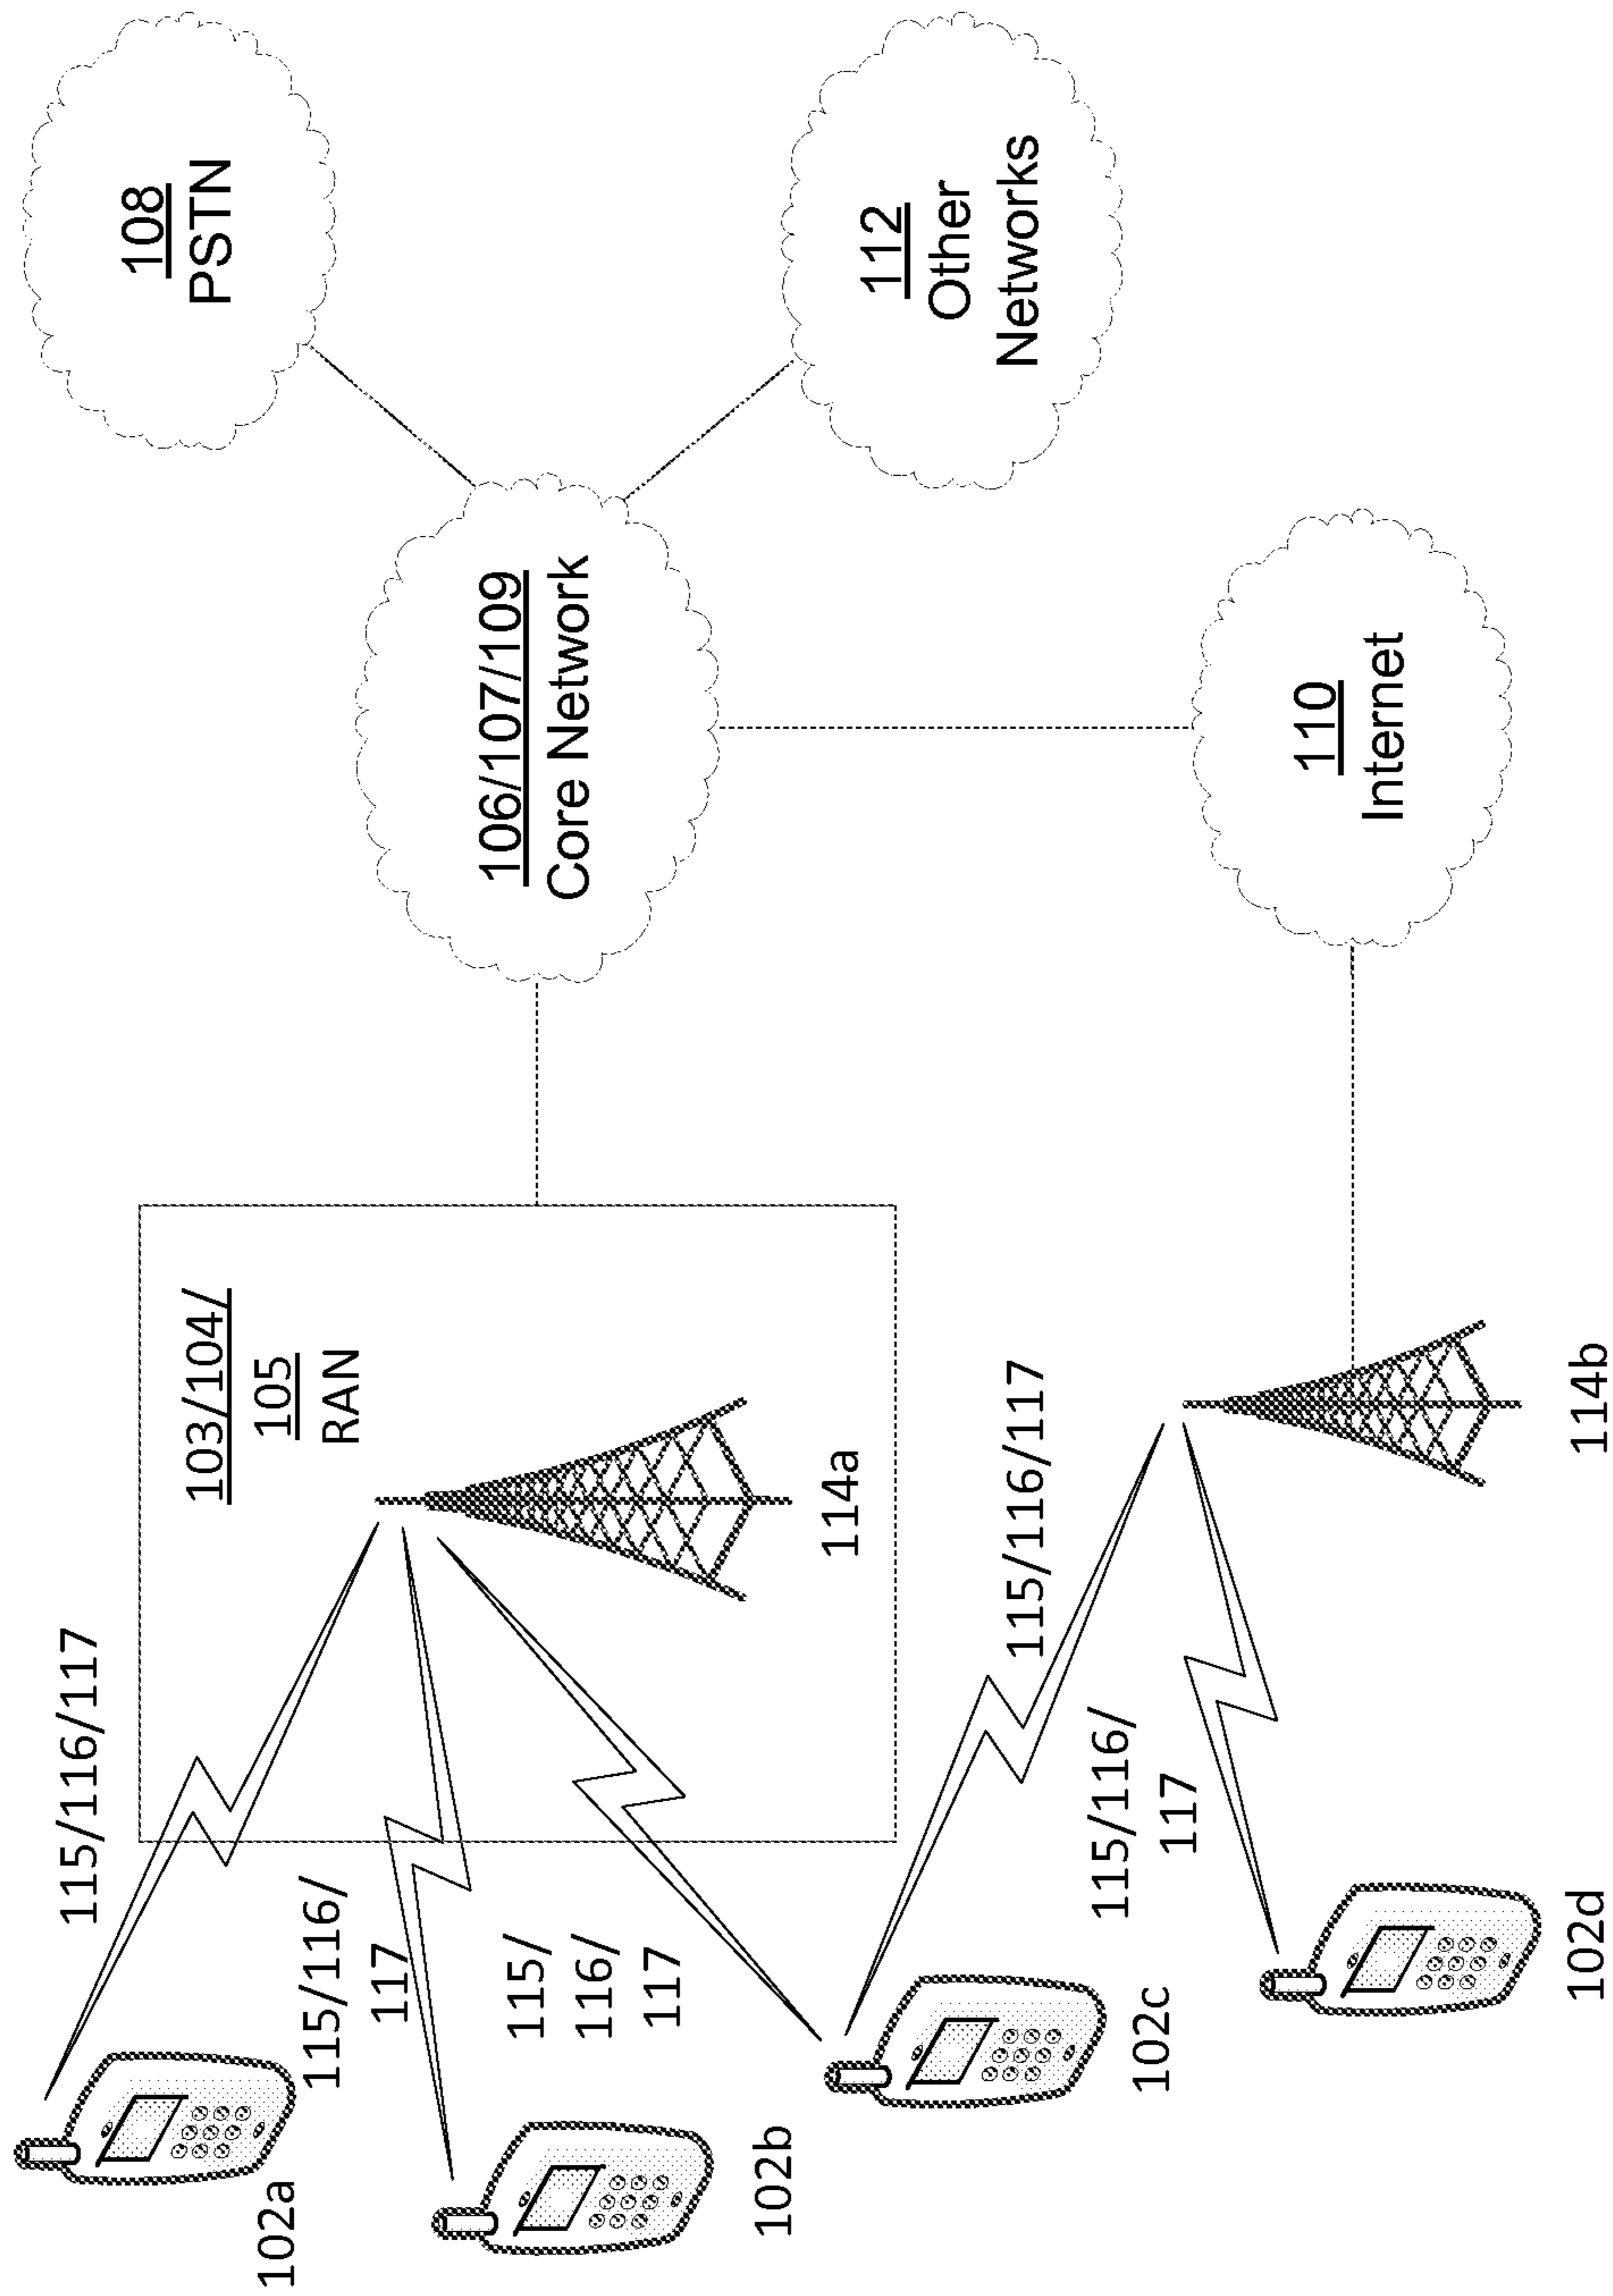 115/116/117
108
PSTN
103/104/
105
RAN
102a
115/116/
117
106/107/109
Core Network
115/
116/
117
102b
114a
112
Other
Networks
115/116/117
115/116/
117
102c
110
Internet
102d
114b